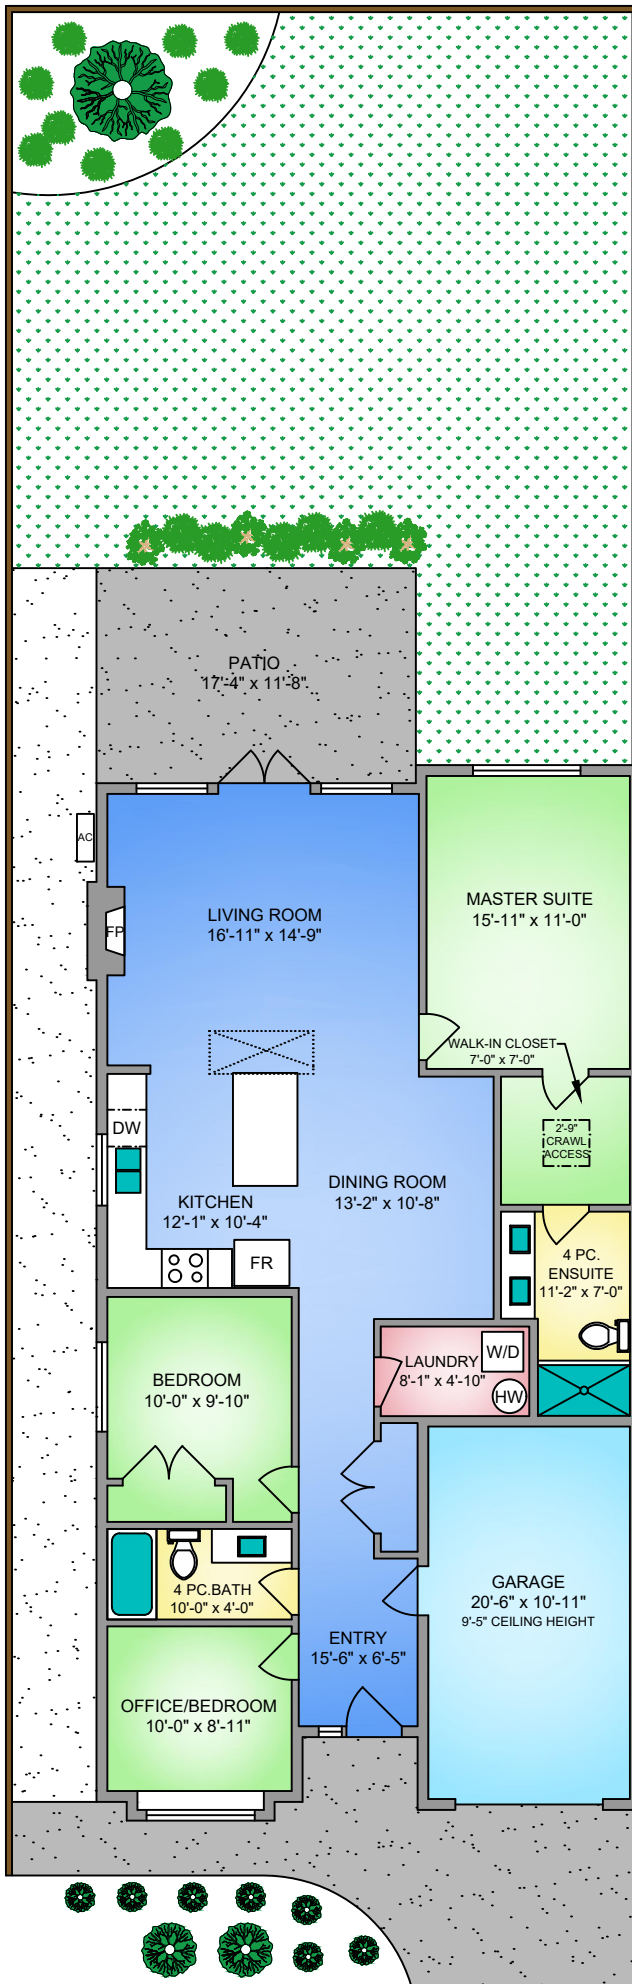 PATIO
17'-4" x 11'-8"
AC
FP
LIVING ROOM
16'-11" x 14'-9"
MASTER SUITE
15'-11" x 11'-0"
WALK-IN CLOSET
7'-0" x 7'-0"
2'-9"
CRAWL
ACCESS
DW
KITCHEN
12'-1" x 10'-4"
DINING ROOM
13'-2" x 10'-8"
FR
4 PC.
ENSUITE
11'-2" x 7'-0"
LAUNDRY
8'-1" x 4'-10"
W/D
HW
BEDROOM
10'-0" x 9'-10"
4 PC.BATH
10'-0" x 4'-0"
GARAGE
20'-6" x 10'-11"
9'-5" CEILING HEIGHT
ENTRY
15'-6" x 6'-5"
OFFICE/BEDROOM
10'-0" x 8'-11"